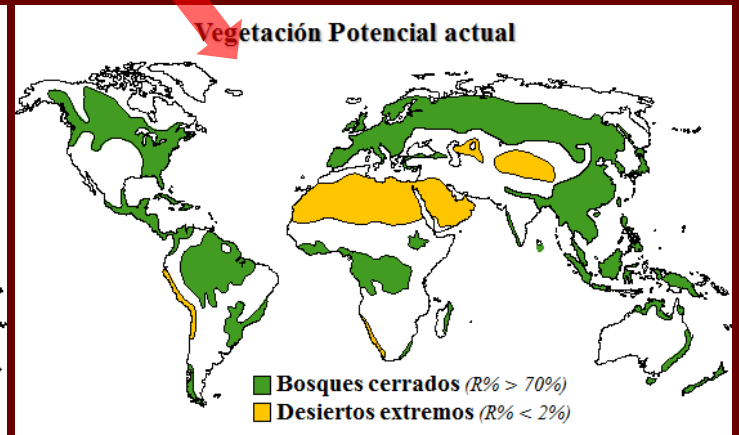 Vegetación Potencial actual
Bosques cerrados (R% > 70%)
Desiertos extremos (R% < 2%)